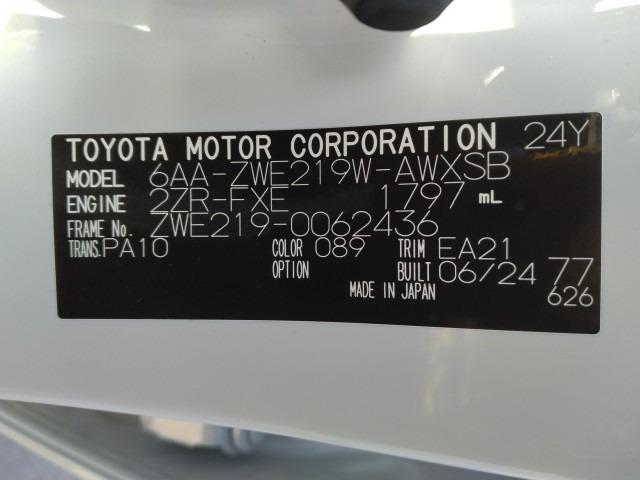 TOYOTA MOTOR CORPORATION 24Y
MODEL 6AA-ZWE219W-AWXSB
ENGINE 2ZR-FXE 1797 mL
FRAME No. ZWE219-0062436
TRANS. PA10 COLOR 089 TRIM EA21
OPTION BUILT 06/24 77
MADE IN JAPAN 626